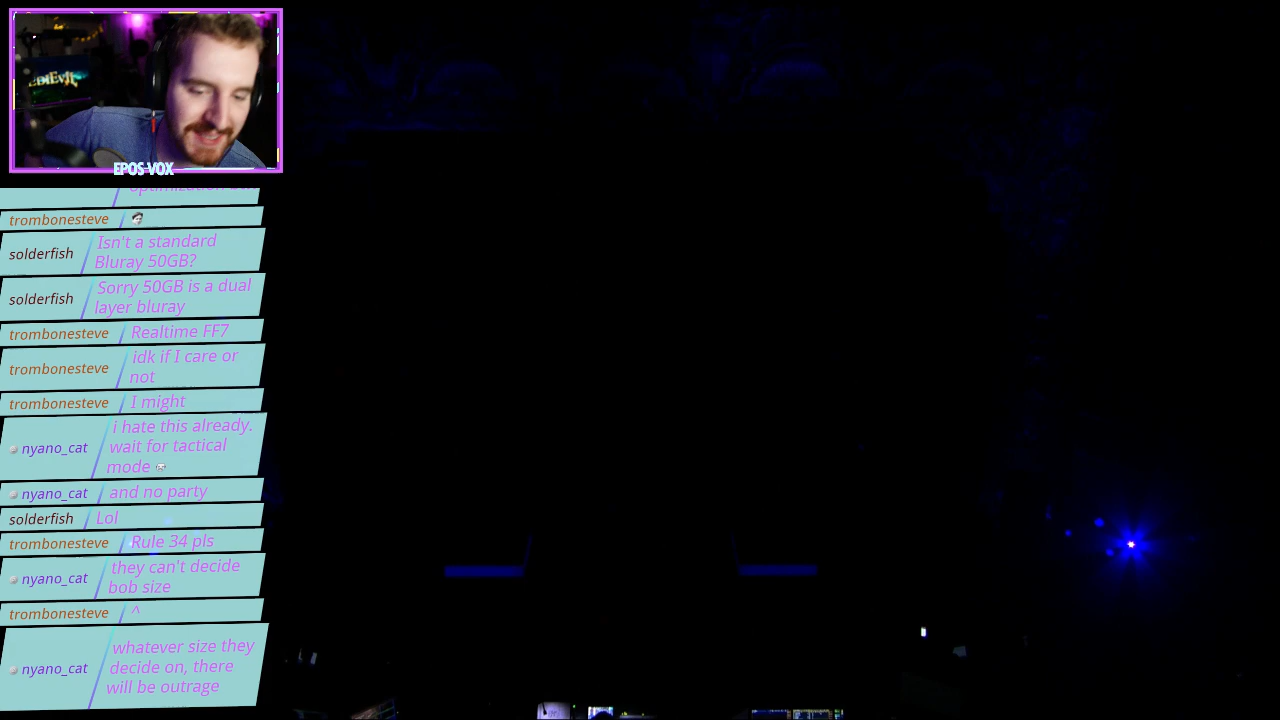 EDIEVIL
EPOS VOX
trombonesteve
solderfish Isn't a standard
Bluray 50GB?
solderfish Sorry 50GB is a dual
layer bluray
trombonesteve Realtime FF7
trombonesteve idk if I care or
not
trombonesteve I might
nyano_cat i hate this already.
wait for tactical
mode
nyano_cat and no party
solderfish Lol
trombonesteve Rule 34 pls
nyano_cat they can't decide
bob size
trombonesteve ^
nyano_cat whatever size they
decide on, there
will be outrage